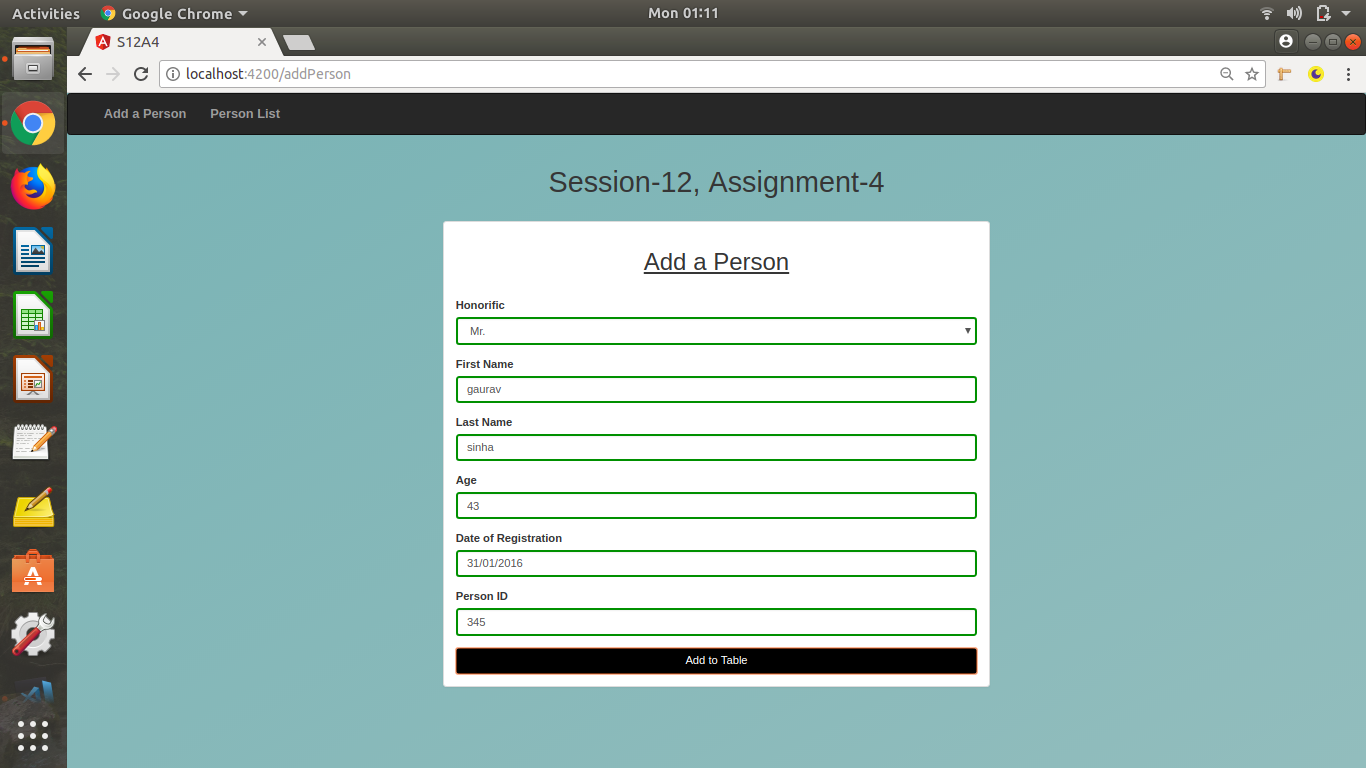 Activities Google Chrome Mon 01:11
S12A4
localhost:4200/addPerson
Add a Person Person List
Session-12, Assignment-4
Add a Person
Honorific
Mr.
First Name
gaurav
Last Name
sinha
Age
43
Date of Registration
31/01/2016
Person ID
345
Add to Table